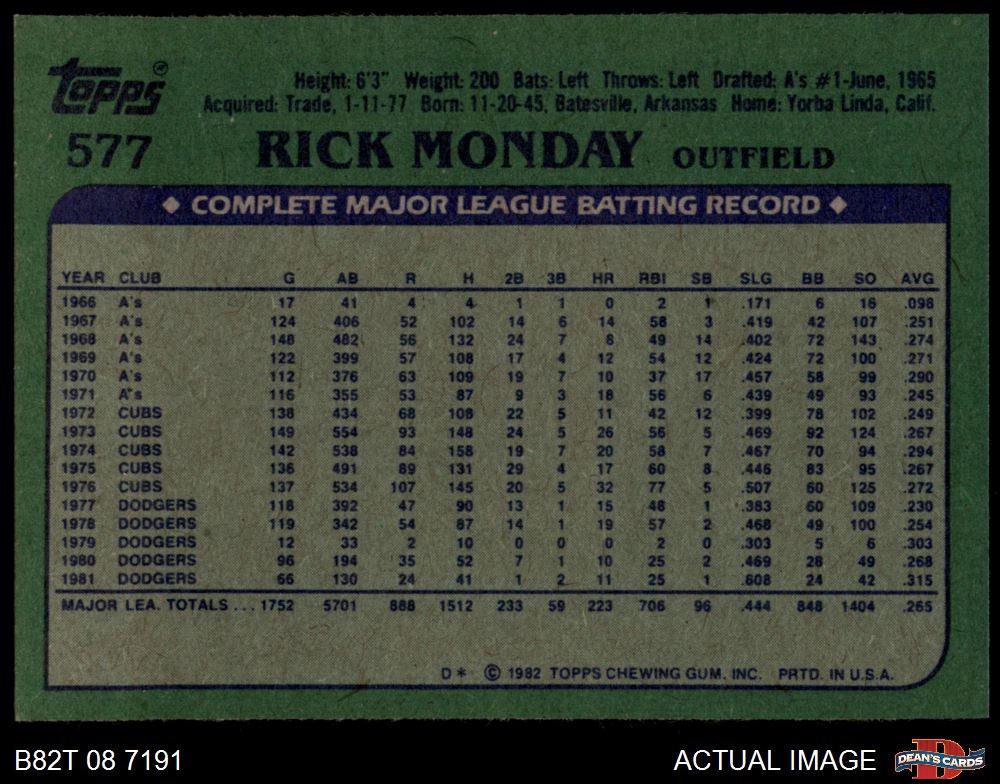 topps® Height: 6'3" Weight: 200 Bats: Left Throws: Left Drafted: A's #1-June, 1965
Acquired: Trade, 1-11-77 Born: 11-20-45, Batesville, Arkansas Home: Yorba Linda, Calif.
577 RICK MONDAY OUTFIELD
◆ COMPLETE MAJOR LEAGUE BATTING RECORD ◆
YEAR CLUB G AB R H 2B 3B HR RBI SB SLG BB SO AVG
1966 A's 17 41 4 4 1 1 0 2 1 .171 6 16 .098
1967 A's 124 406 52 102 14 6 14 58 3 .419 42 107 .251
1968 A's 148 482 56 132 24 7 8 49 14 .402 72 143 .274
1969 A's 122 399 57 108 17 4 12 54 12 .424 72 100 .271
1970 A's 112 376 63 109 19 7 10 37 17 .457 58 99 .290
1971 A's 116 355 53 87 9 3 18 56 6 .439 49 93 .245
1972 CUBS 138 434 68 108 22 5 11 42 12 .399 78 102 .249
1973 CUBS 149 554 93 148 24 5 26 56 5 .469 92 124 .267
1974 CUBS 142 538 84 158 19 7 20 58 7 .467 70 94 .294
1975 CUBS 136 491 89 131 29 4 17 60 8 .446 83 95 .267
1976 CUBS 137 534 107 145 20 5 32 77 5 .507 60 125 .272
1977 DODGERS 118 392 47 90 13 1 15 48 1 .383 60 109 .230
1978 DODGERS 119 342 54 87 14 1 19 57 2 .468 49 100 .254
1979 DODGERS 12 33 2 10 0 0 0 2 0 .303 5 6 .303
1980 DODGERS 96 194 35 52 7 1 10 25 2 .469 28 49 .268
1981 DODGERS 66 130 24 41 1 2 11 25 1 .608 24 42 .315
MAJOR LEA. TOTALS ... 1752 5701 888 1512 233 59 223 706 96 .444 848 1404 .265
D* © 1982 TOPPS CHEWING GUM. INC. PRTD. IN U.S.A.
B82T 08 7191 ACTUAL IMAGE D DEAN'S CARDS